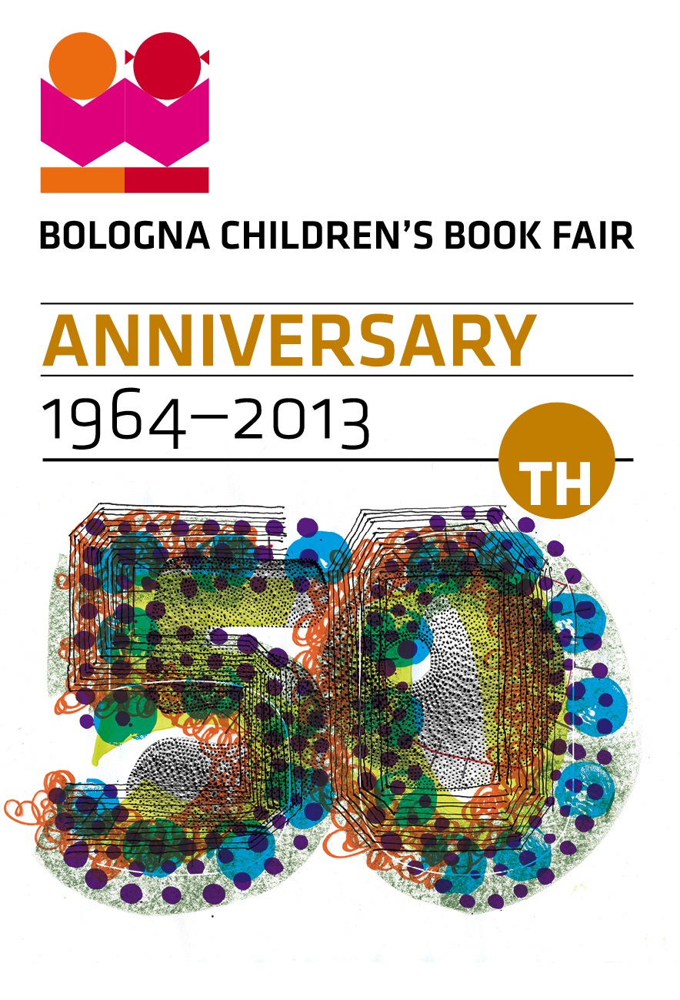 BOLOGNA CHILDREN'S BOOK FAIR
ANNIVERSARY
1964–2013
TH
50